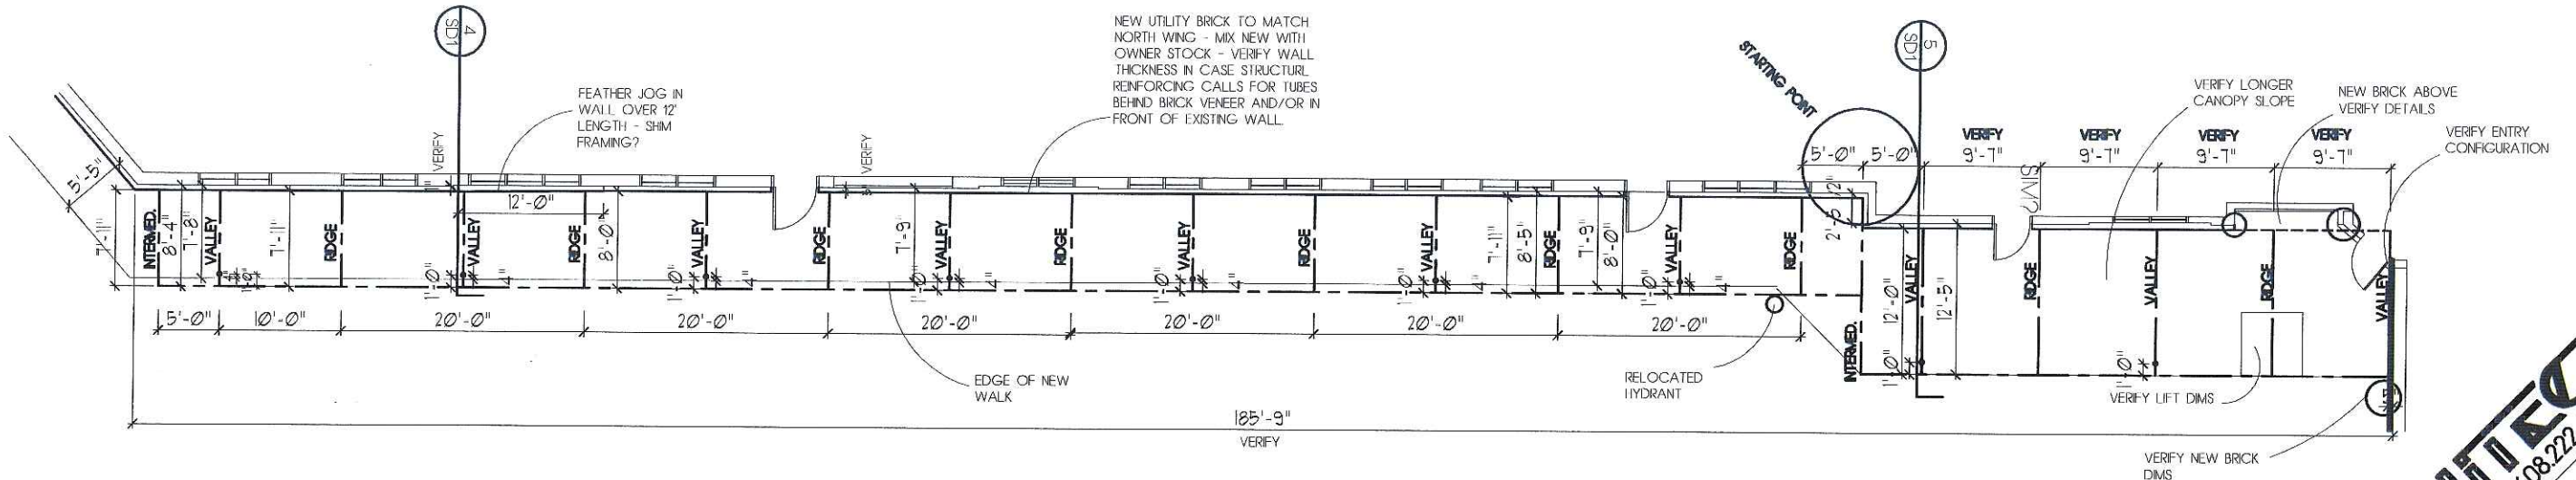 4
SD1
NEW UTILITY BRICK TO MATCH
NORTH WING - MIX NEW WITH
OWNER STOCK - VERIFY WALL
THICKNESS IN CASE STRUCTURL
REINFORCING CALLS FOR TUBES
BEHIND BRICK VENEER AND/OR IN
FRONT OF EXISTING WALL.
STARTING POINT
5
SD1
FEATHER JOG IN
WALL OVER 12'
LENGTH - SHIM
FRAMING?
VERIFY
VERIFY
VERIFY LONGER
CANOPY SLOPE
NEW BRICK ABOVE
VERIFY DETAILS
VERIFY ENTRY
CONFIGURATION
VERIFY
VERIFY
VERIFY
VERIFY
5'-0"
5'-0"
9'-7"
9'-7"
9'-7"
9'-7"
SIM?
5'-5"
7'-11"
INTERMED.
8'-4"
7'-8"
VALLEY
7'-11"
RIDGE
12'-0"
VALLEY
8'-0"
RIDGE
VALLEY
RIDGE
7'-9"
VALLEY
RIDGE
VALLEY
RIDGE
VALLEY
7'-11"
8'-5"
RIDGE
7'-9"
8'-0"
VALLEY
RIDGE
VALLEY
RIDGE
VALLEY
RIDGE
VALLEY
1'-0"
4"
1'-0"
4"
1'-0"
4"
1'-0"
4"
1'-0"
4"
1'-0"
4"
12'-0"
12'-5"
1'-0"
1'-0"
INTERMED.
5'-0"
10'-0"
20'-0"
20'-0"
20'-0"
20'-0"
20'-0"
20'-0"
EDGE OF NEW
WALK
RELOCATED
HYDRANT
VERIFY LIFT DIMS
185'-9"
VERIFY
VERIFY NEW BRICK
DIMS
08.222